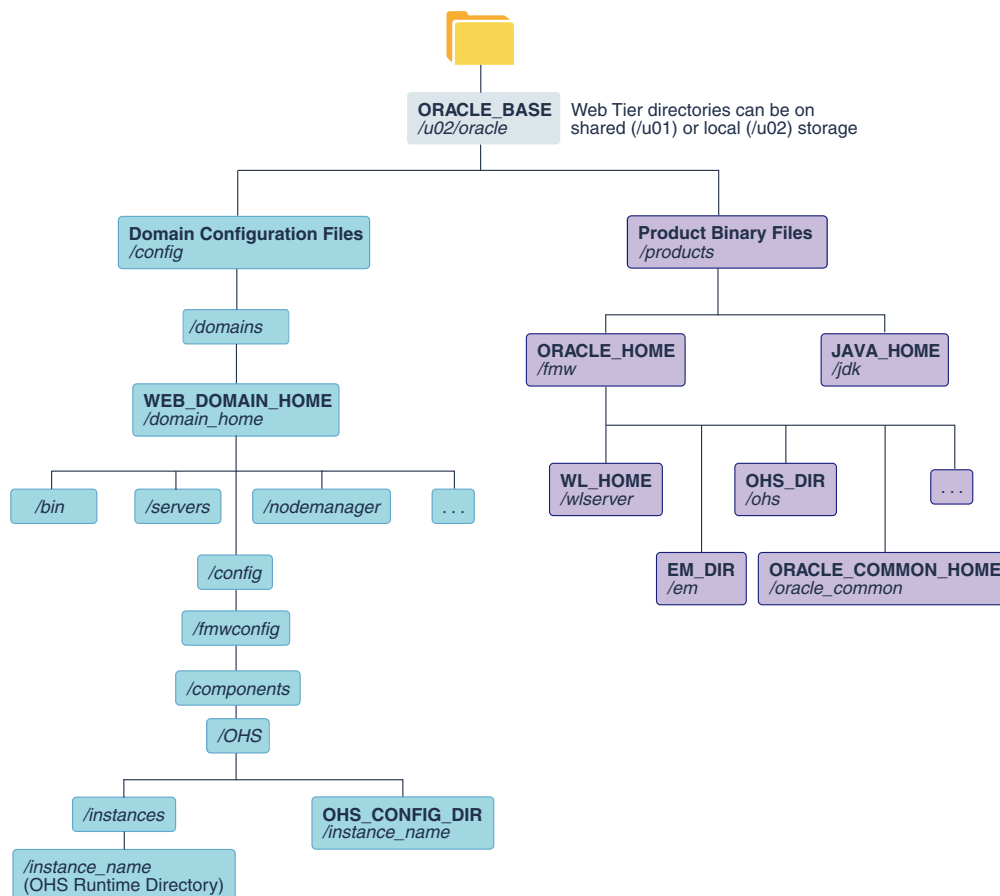 ORACLE_BASE
/u02/oracle
Web Tier directories can be on
shared (/u01) or local (/u02) storage
Domain Configuration Files
/config
Product Binary Files
/products
/domains
ORACLE_HOME
/fmw
JAVA_HOME
/jdk
WEB_DOMAIN_HOME
/domain_home
WL_HOME
/wlserver
OHS_DIR
/ohs
...
/bin
/servers
/nodemanager
...
EM_DIR
/em
ORACLE_COMMON_HOME
/oracle_common
/config
/fmwconfig
/components
/OHS
/instances
OHS_CONFIG_DIR
/instance_name
/instance_name
(OHS Runtime Directory)